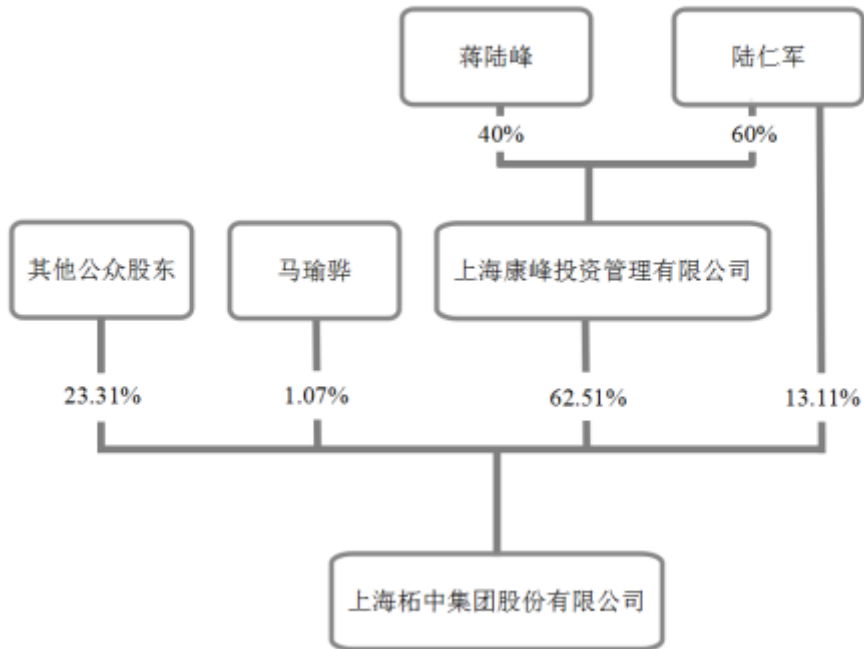 蒋陆峰
陆仁军
40%
60%
其他公众股东
马瑜骅
上海康峰投资管理有限公司
23.31%
1.07%
62.51%
13.11%
上海柘中集团股份有限公司